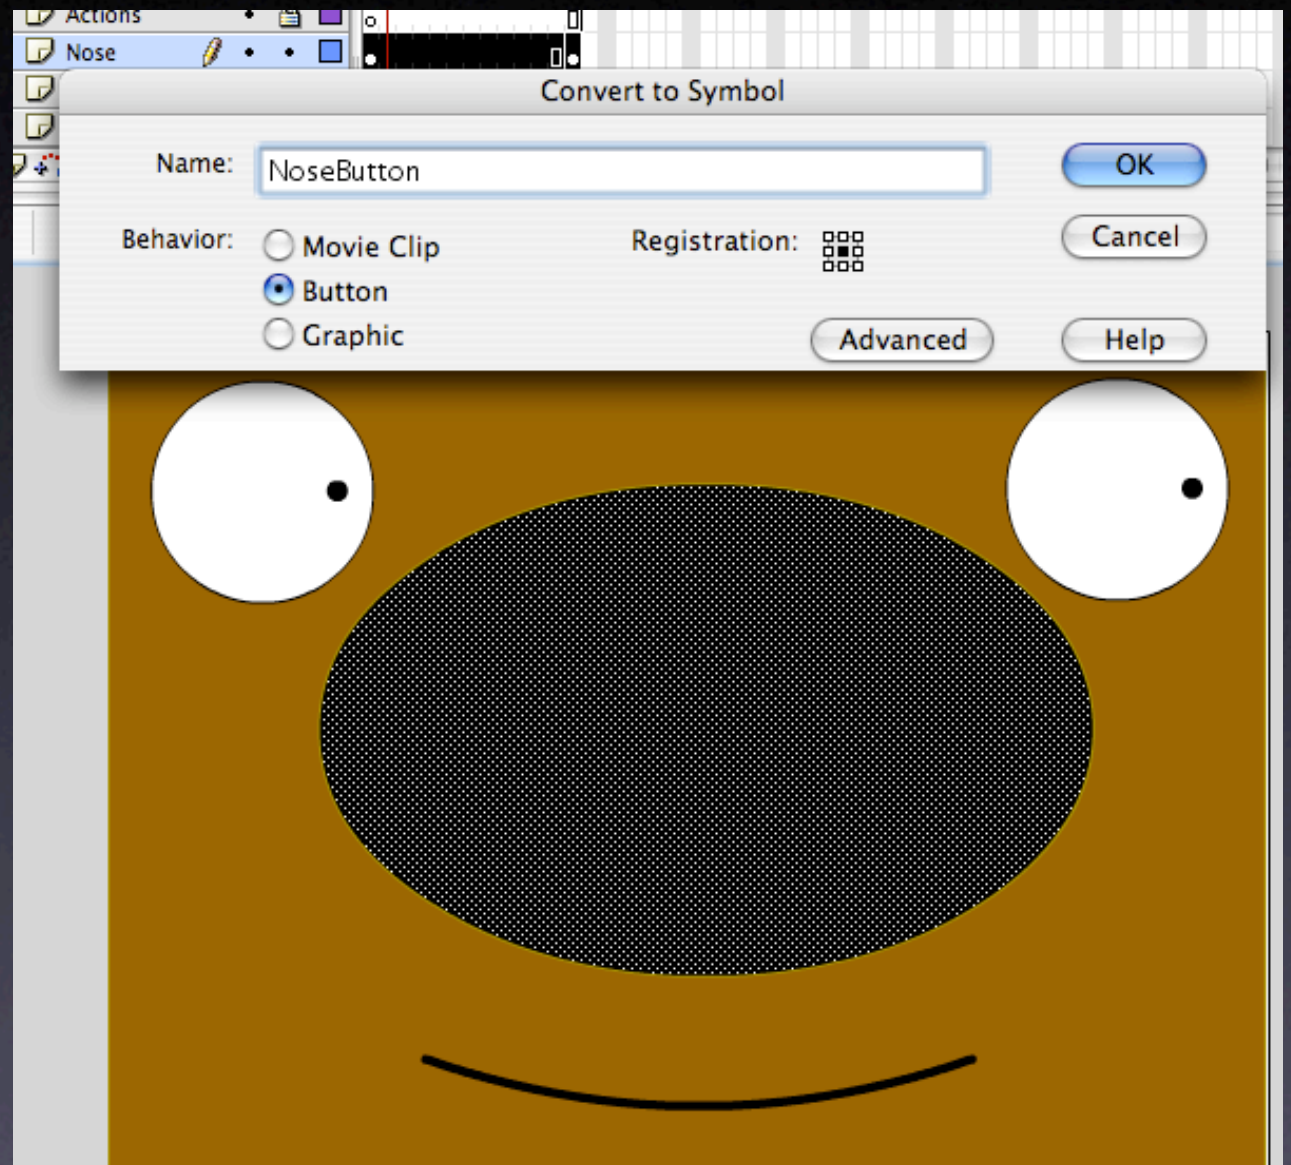 Actions
Nose
Convert to Symbol
Name: NoseButton
OK
Behavior: Movie Clip
Registration:
Cancel
Button
Graphic
Advanced
Help